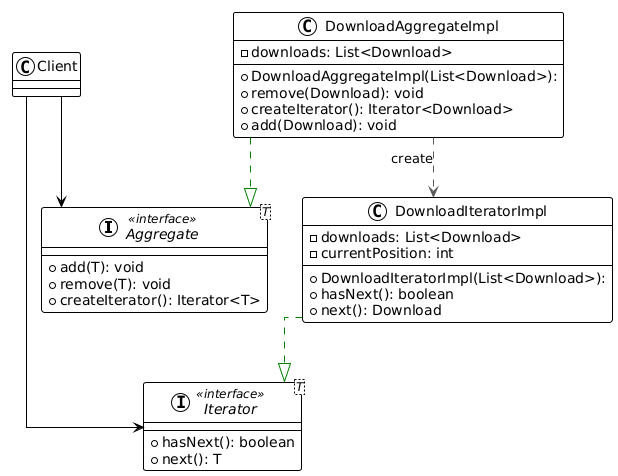 C DownloadAggregateImpl
downloads: List<Download>
DownloadAggregateImpl(List<Download>):
remove(Download): void
createIterator(): Iterator<Download>
add(Download): void
C Client
create
T
«interface»
I Aggregate
add(T): void
remove(T): void
createIterator(): Iterator<T>
C DownloadIteratorImpl
downloads: List<Download>
currentPosition: int
DownloadIteratorImpl(List<Download>):
hasNext(): boolean
next(): Download
T
«interface»
I Iterator
hasNext(): boolean
next(): T